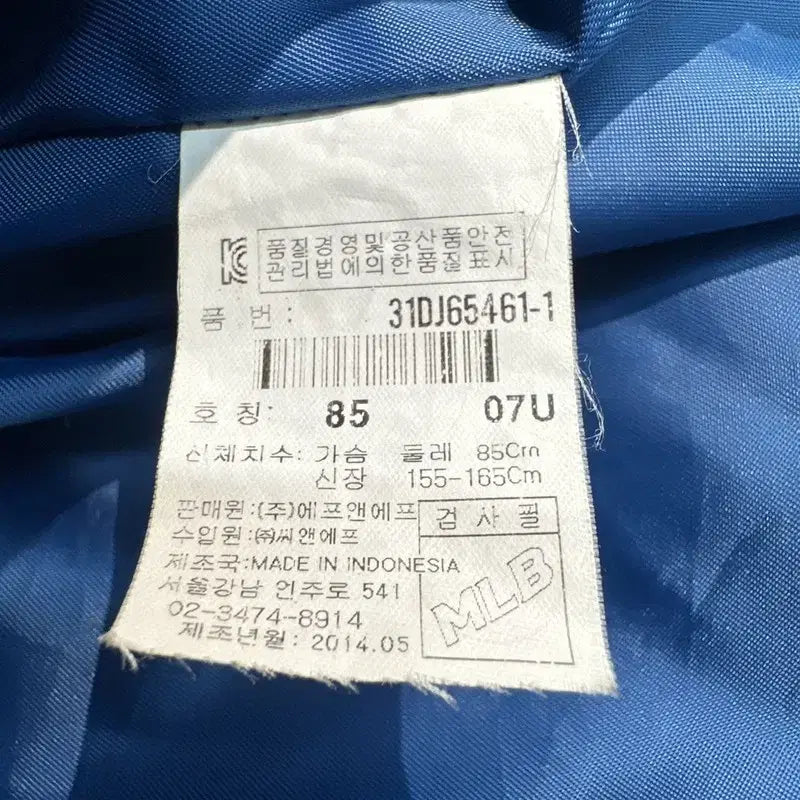 품질경영및공산품안전
관리법에의한품질표시
품 번 : 31DJ65461-1
호 칭: 85 07U
신체치수: 가슴 둘레 85Cm
신장 155-165Cm
판매원:(주)에프앤에프
수입원:㈜씨앤에프
검 사 필
제조국:MADE IN INDONESIA
서울강남 언주로 541
02-3474-8914
제조년월: 2014.05
MLB